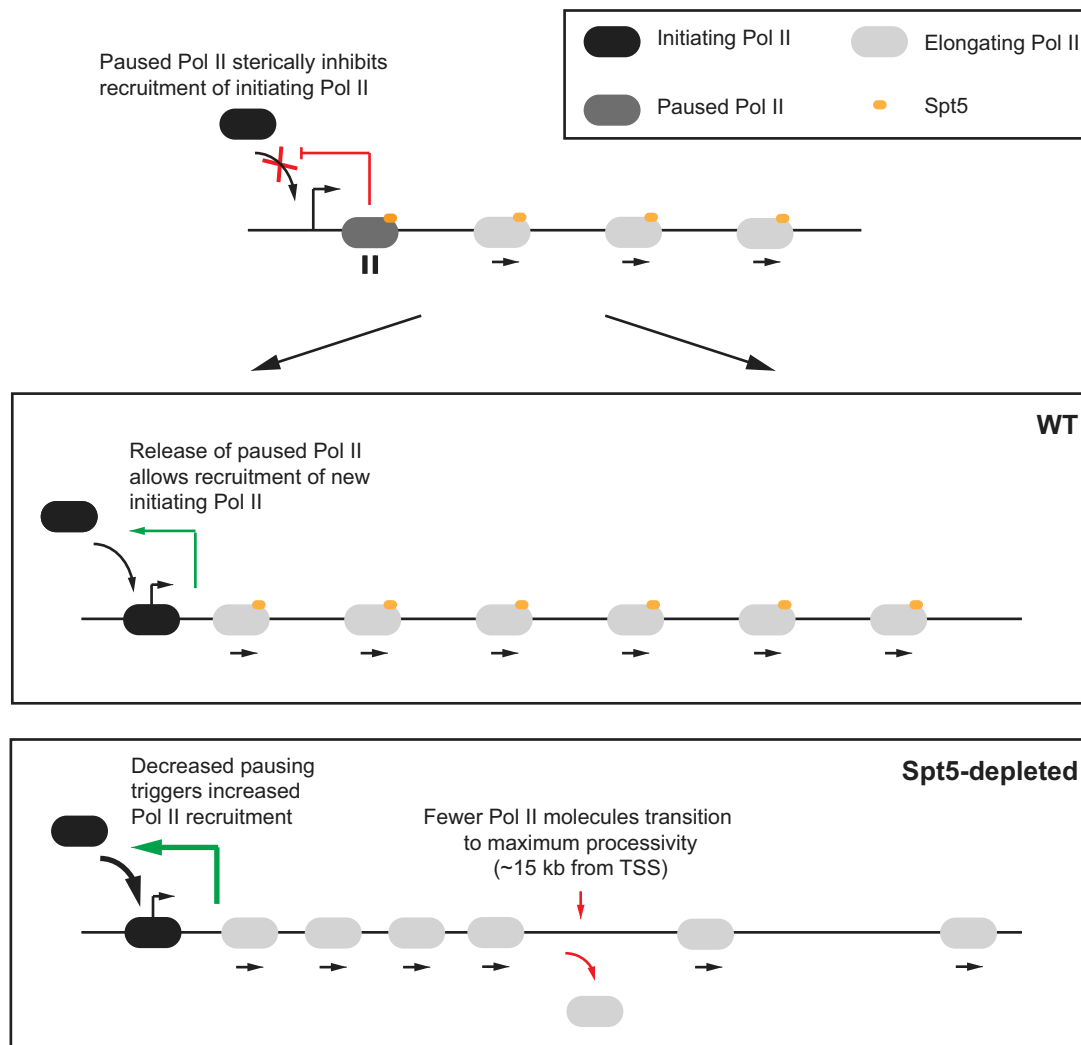 Paused Pol II sterically inhibits
recruitment of initiating Pol II
Initiating Pol II
Elongating Pol II
Paused Pol II
Spt5
WT
Release of paused Pol II
allows recruitment of new
initiating Pol II
Spt5-depleted
Decreased pausing
triggers increased
Pol II recruitment
Fewer Pol II molecules transition
to maximum processivity
(~15 kb from TSS)